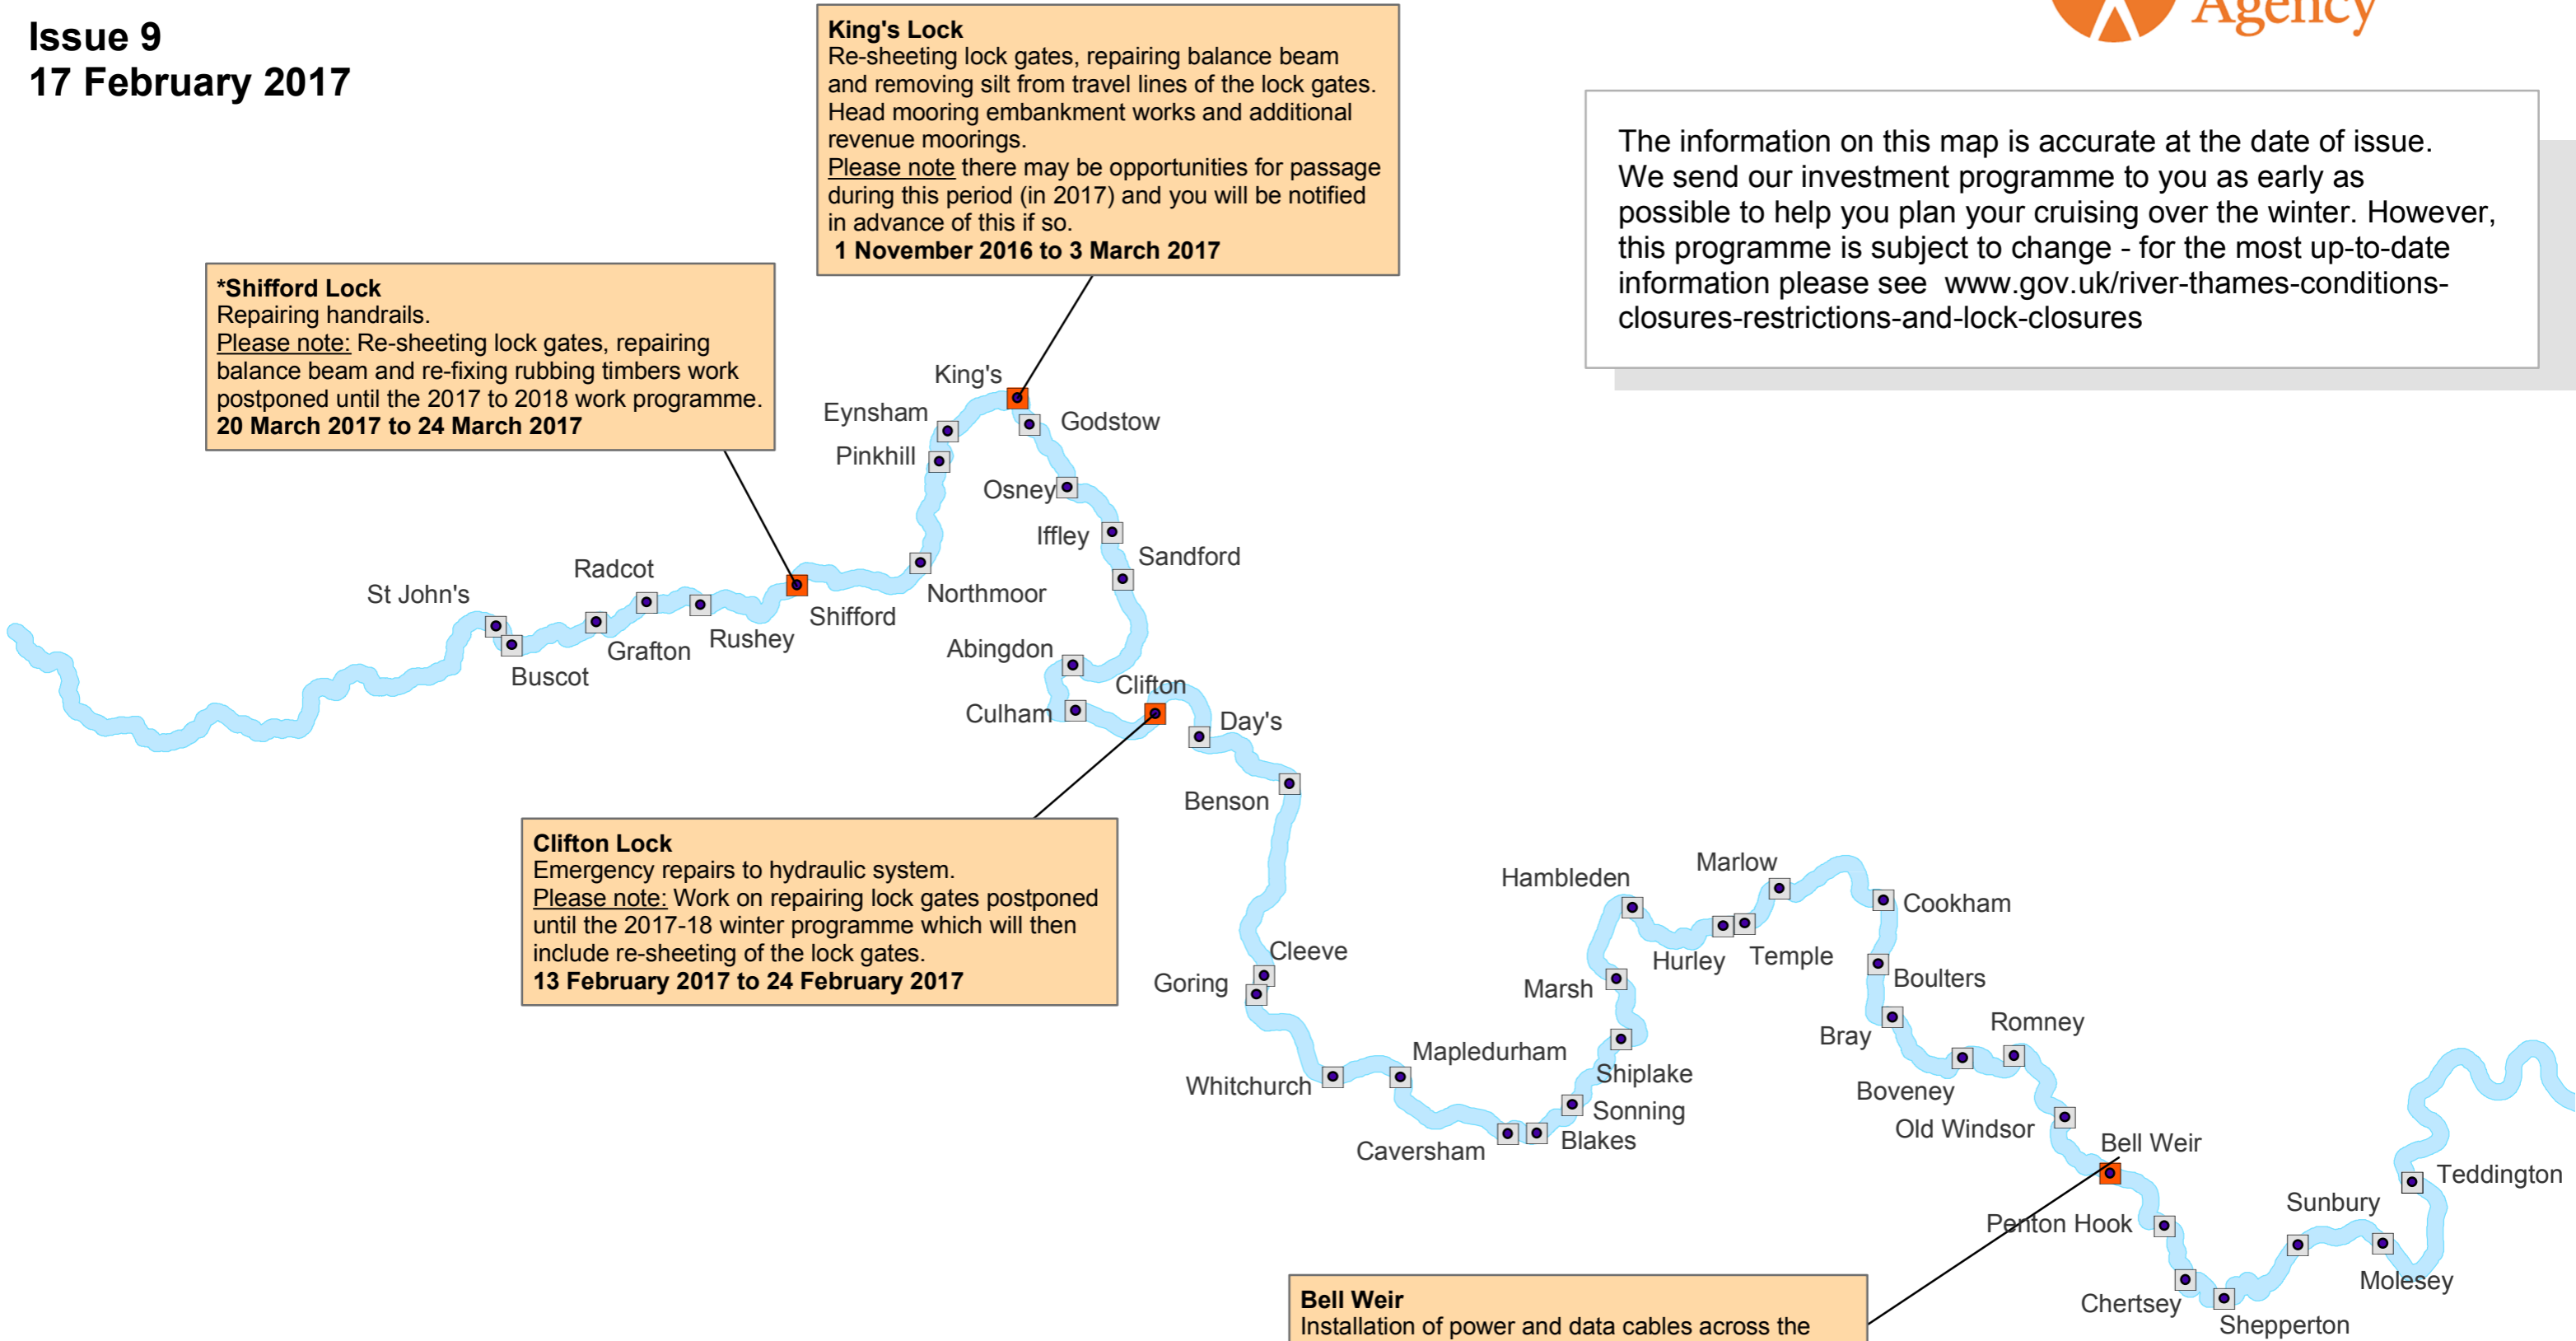 Issue 9
17 February 2017
Agency
King's Lock
Re-sheeting lock gates, repairing balance beam
and removing silt from travel lines of the lock gates.
Head mooring embankment works and additional
revenue moorings.
Please note there may be opportunities for passage
during this period (in 2017) and you will be notified
in advance of this if so.
1 November 2016 to 3 March 2017
The information on this map is accurate at the date of issue.
We send our investment programme to you as early as
possible to help you plan your cruising over the winter. However,
this programme is subject to change - for the most up-to-date
information please see www.gov.uk/river-thames-conditions-
closures-restrictions-and-lock-closures
*Shifford Lock
Repairing handrails.
Please note: Re-sheeting lock gates, repairing
balance beam and re-fixing rubbing timbers work
postponed until the 2017 to 2018 work programme.
20 March 2017 to 24 March 2017
King's
Eynsham
Godstow
Pinkhill
Osney
Iffley
Sandford
Radcot
St John's
Northmoor
Shifford
Rushey
Grafton
Buscot
Abingdon
Clifton
Culham
Day's
Benson
Clifton Lock
Emergency repairs to hydraulic system.
Please note: Work on repairing lock gates postponed
until the 2017-18 winter programme which will then
include re-sheeting of the lock gates.
13 February 2017 to 24 February 2017
Cleeve
Goring
Whitchurch
Mapledurham
Caversham
Blakes
Sonning
Shiplake
Marsh
Hambleden
Hurley
Temple
Marlow
Cookham
Boulters
Bray
Romney
Boveney
Old Windsor
Bell Weir
Penton Hook
Teddington
Sunbury
Molesey
Chertsey
Shepperton
Bell Weir
Installation of power and data cables across the